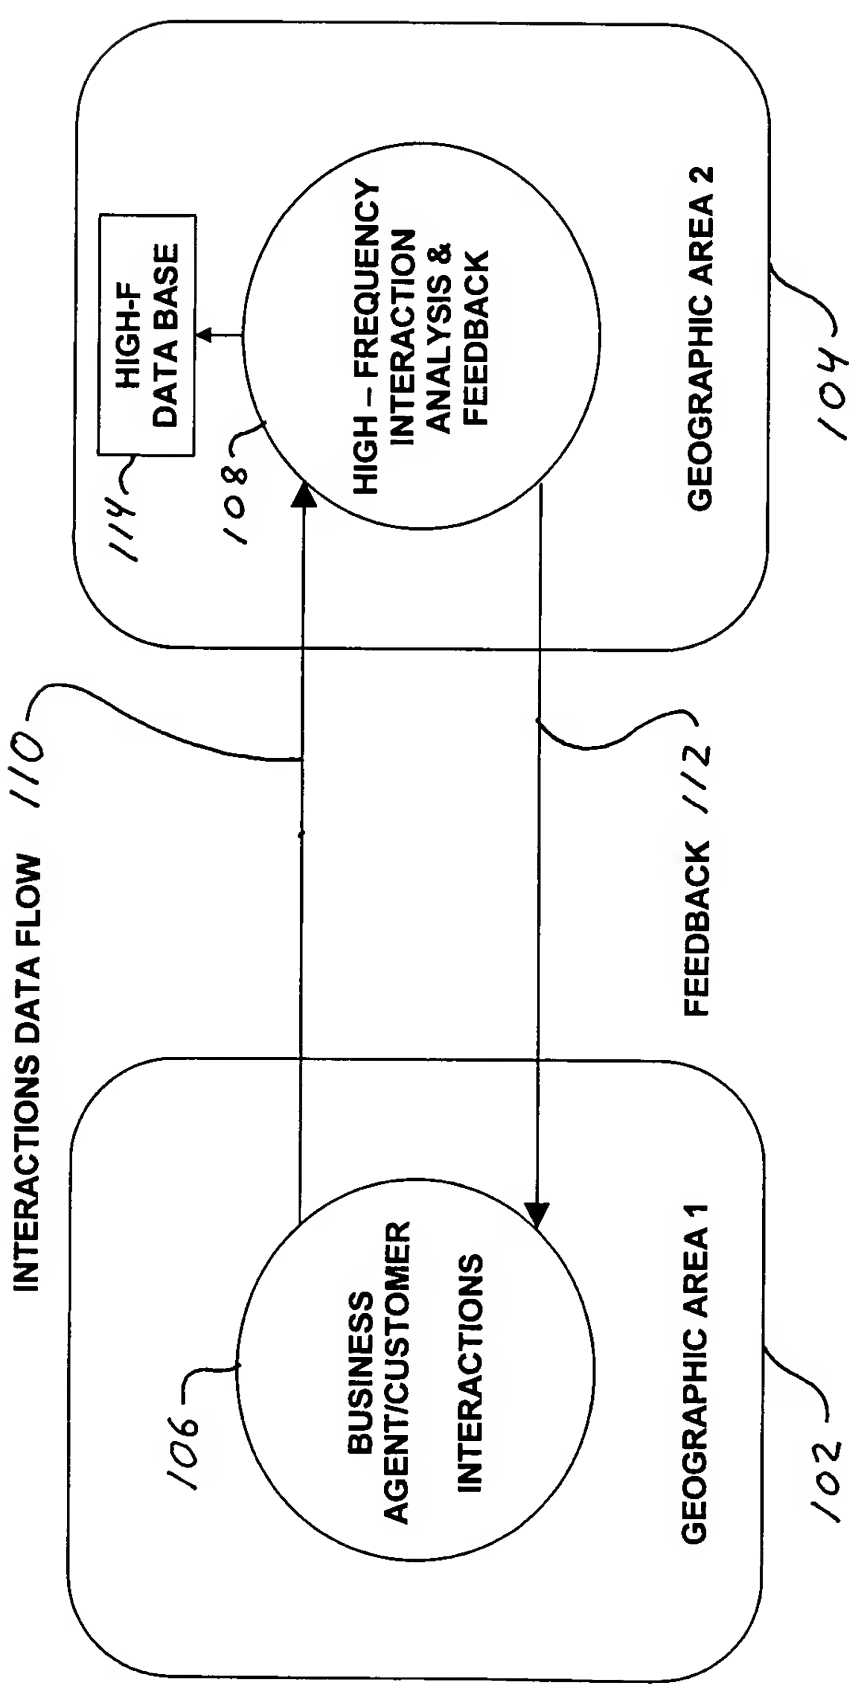 INTERACTIONS DATA FLOW 110
106
BUSINESS
AGENT/CUSTOMER
INTERACTIONS
GEOGRAPHIC AREA 1
102
FEEDBACK 112
114
HIGH-F
DATA BASE
108
HIGH – FREQUENCY
INTERACTION
ANALYSIS &
FEEDBACK
GEOGRAPHIC AREA 2
104